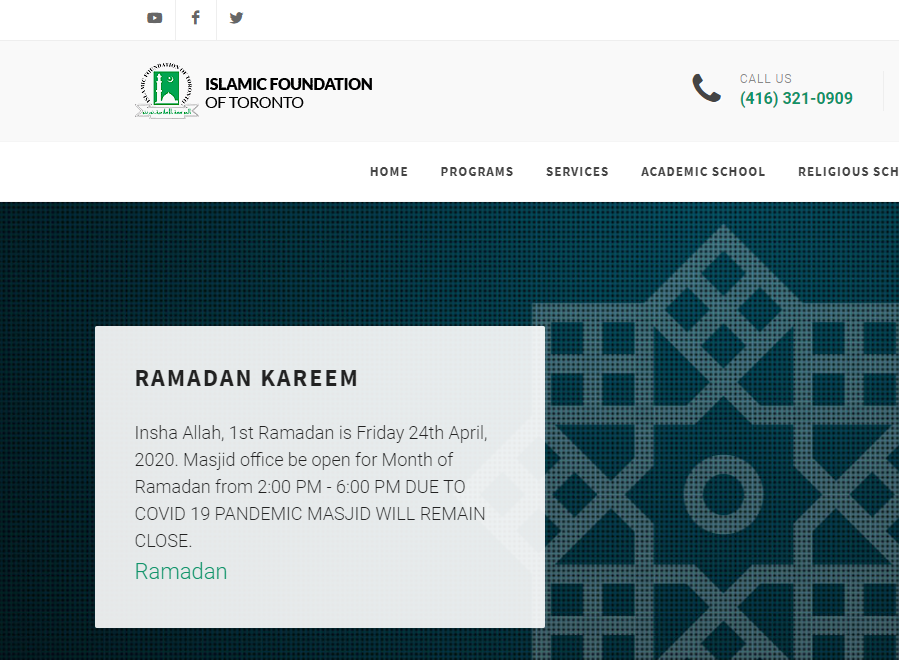 ISLAMIC FOUNDATION OF TORONTO
ISLAMIC FOUNDATION
OF TORONTO
CALL US
(416) 321-0909
HOME PROGRAMS SERVICES ACADEMIC SCHOOL RELIGIOUS SCH
RAMADAN KAREEM
Insha Allah, 1st Ramadan is Friday 24th April,
2020. Masjid office be open for Month of
Ramadan from 2:00 PM - 6:00 PM DUE TO
COVID 19 PANDEMIC MASJID WILL REMAIN
CLOSE.
Ramadan